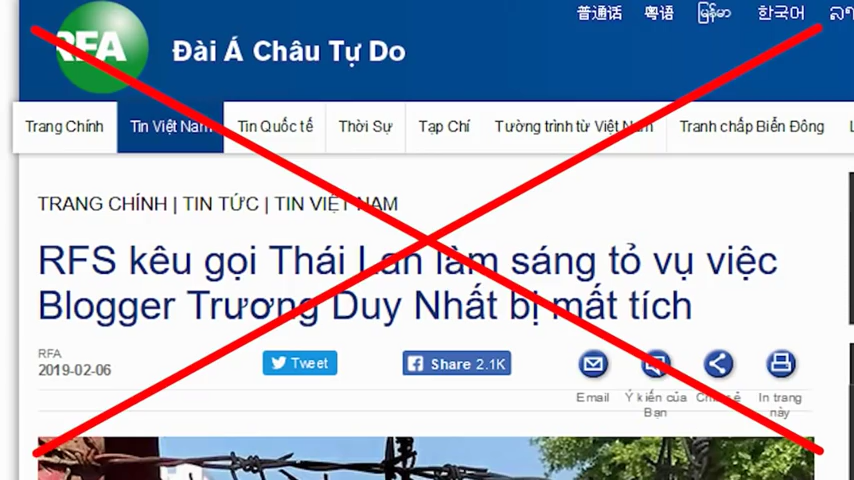 普通话 粤语 မြန်မာ 한국어
RFA Đài Á Châu Tự Do
Trang Chính Tin Việt Nam Tin Quốc tế Thời Sự Tạp Chí Tường trình từ Việt Nam Tranh chấp Biển Đông
TRANG CHÍNH | TIN TỨC | TIN VIỆT NAM
RFS kêu gọi Thái Lan làm sáng tỏ vụ việc
Blogger Trương Duy Nhất bị mất tích
RFA
2019-02-06
Tweet
Share 2.1K
Email
Ý kiến của Bạn
Chia sẻ
In trang này